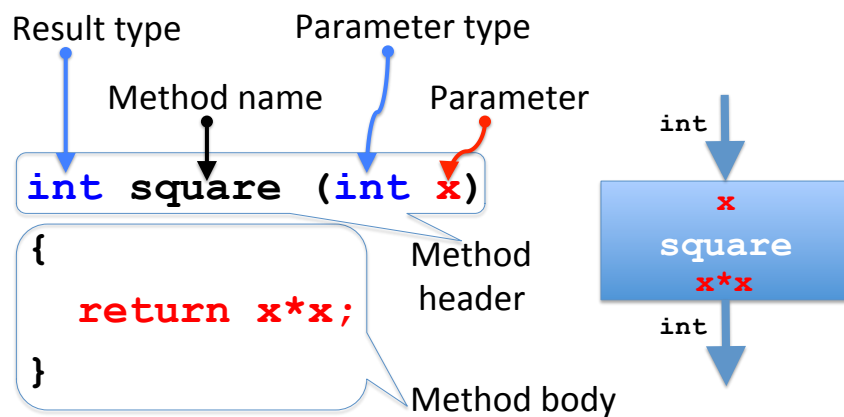 Result type
Parameter type
Method name
Parameter
int square (int x)
Method
header
{
return x*x;
}
Method body
int
x
square
x*x
int